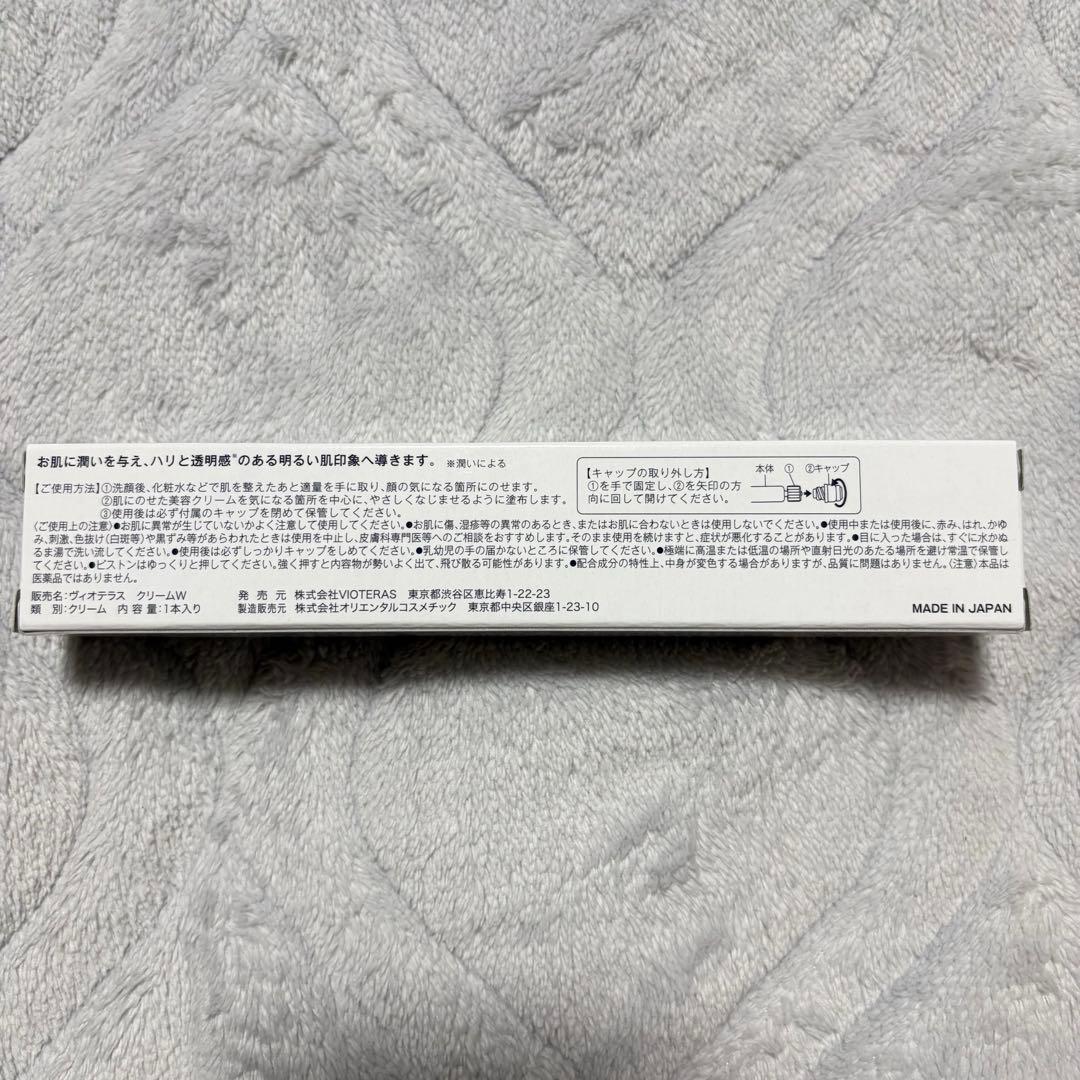 お肌に潤いを与え、ハリと透明感※のある明るい肌印象へ導きます。 ※潤いによる
【ご使用方法】①洗顔後、化粧水などで肌を整えたあと適量を手に取り、顔の気になる箇所にのせます。
②肌にのせた美容クリームを気になる箇所を中心に、やさしくなじませるように塗布します。
③使用後は必ず付属のキャップを閉めて保管してください。
【キャップの取り外し方】
①を手で固定し、②を矢印の方
向に回して開けてください。
本体 ① ②キャップ
〈ご使用上の注意〉●お肌に異常が生じていないかよく注意して使用してください。●お肌に傷、湿疹等の異常のあるとき、またはお肌に合わないときは使用しないでください。●使用中または使用後に、赤み、はれ、かゆ
み、刺激、色抜け(白斑等)や黒ずみ等があらわれたときは使用を中止し、皮膚科専門医等へのご相談をおすすめします。そのまま使用を続けますと、症状が悪化することがあります。●目に入った場合は、すぐに水かぬ
るま湯で洗い流してください。●使用後は必ずしっかりキャップをしめてください。●乳幼児の手の届かないところに保管してください。●極端に高温または低温の場所や直射日光のあたる場所を避け常温で保管し
てください。●ピストンはゆっくりと押してください。強く押すと内容物が勢いよく出て、飛び散る可能性があります。●配合成分の特性上、中身が変色する場合がありますが、品質に問題はありません。〈注意〉本品は
医薬品ではありません。
販売名:ヴィオテラス クリームW 発売元 株式会社VIOTERAS 東京都渋谷区恵比寿1-22-23
類 別:クリーム 内容量:1本入り 製造販売元 株式会社オリエンタルコスメチック 東京都中央区銀座1-23-10
MADE IN JAPAN